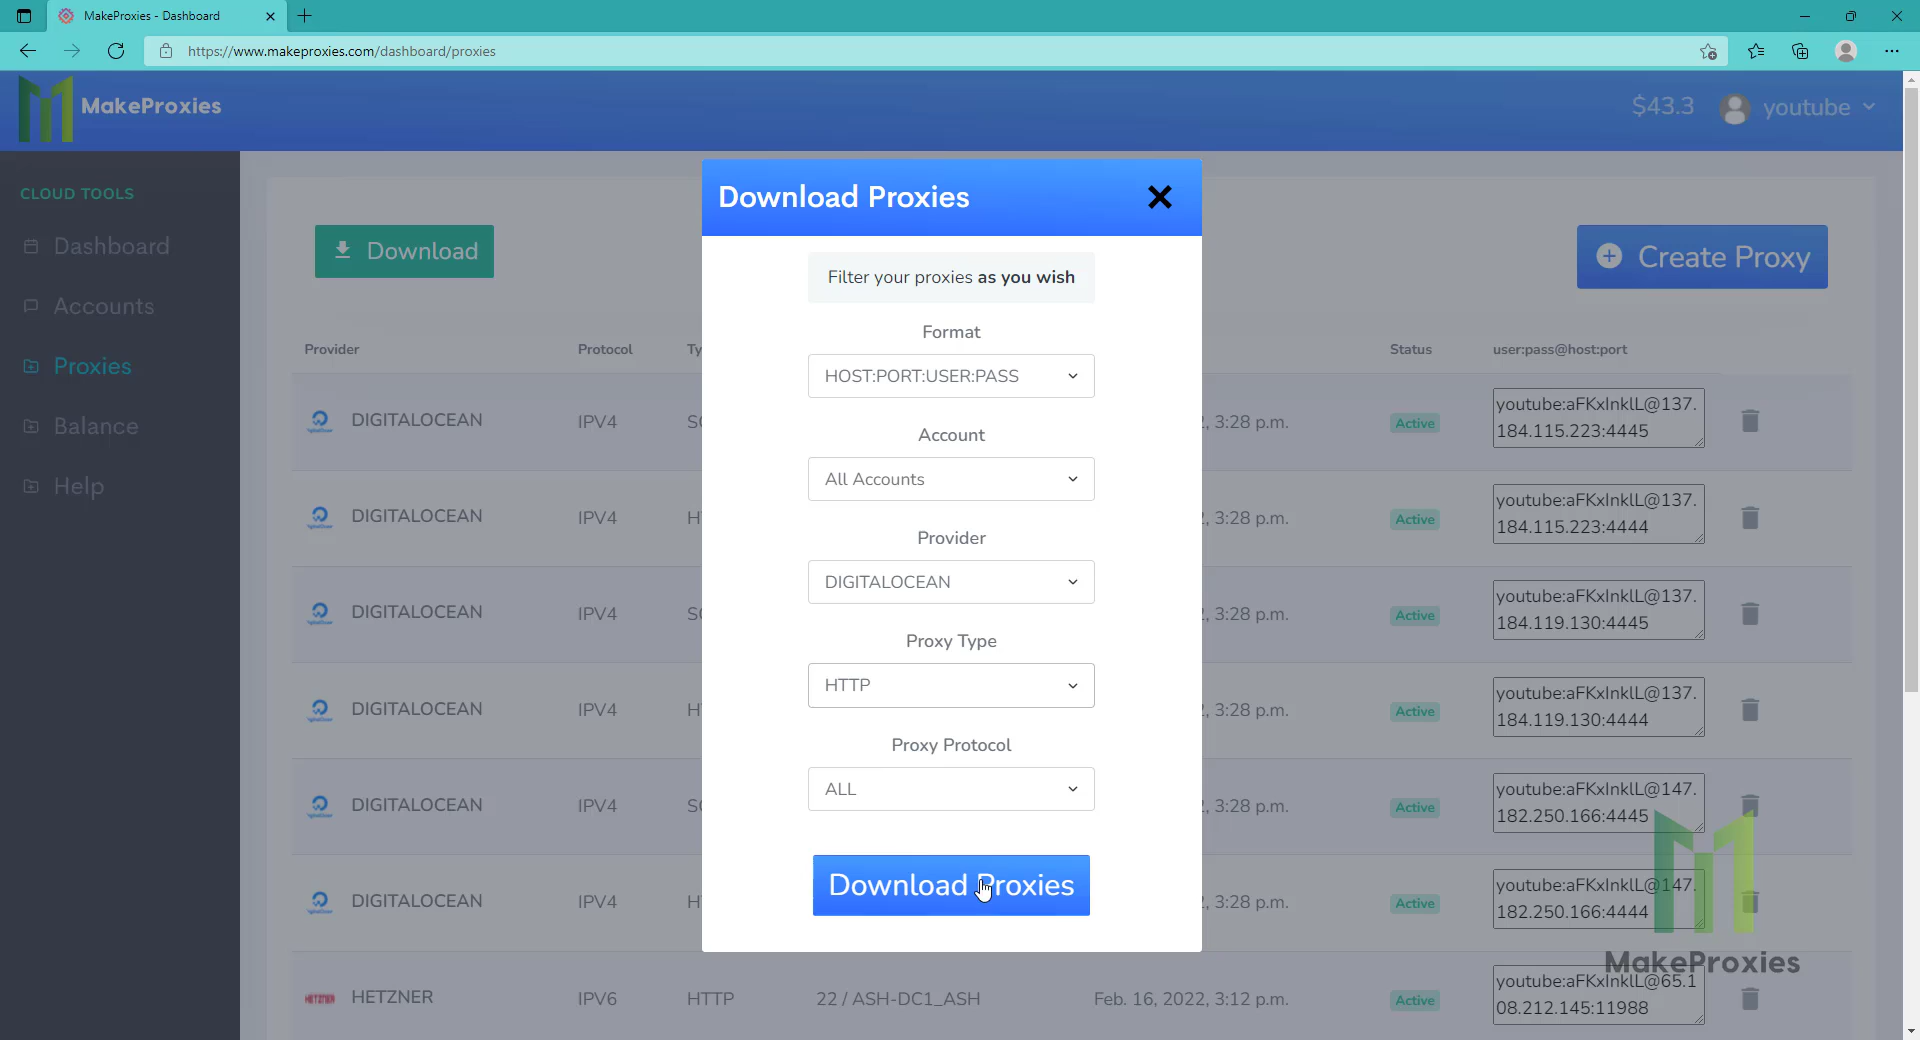 MakeProxies - Dashboard
https://www.makeproxies.com/dashboard/proxies
MakeProxies
$43.3
youtube
CLOUD TOOLS
Dashboard
Accounts
Proxies
Balance
Help
Download
Create Proxy
Download Proxies
Filter your proxies as you wish
Format
HOST:PORT:USER:PASS
Account
All Accounts
Provider
DIGITALOCEAN
Proxy Type
HTTP
Proxy Protocol
ALL
Download Proxies
Provider Protocol Ty Status user:pass@host:port
DIGITALOCEAN IPV4 3:28 p.m. Active youtube:aFKxInklL@137.
184.115.223:4445
DIGITALOCEAN IPV4 3:28 p.m. Active youtube:aFKxInklL@137.
184.115.223:4444
DIGITALOCEAN IPV4 3:28 p.m. Active youtube:aFKxInklL@137.
184.119.130:4445
DIGITALOCEAN IPV4 3:28 p.m. Active youtube:aFKxInklL@137.
184.119.130:4444
DIGITALOCEAN IPV4 3:28 p.m. Active youtube:aFKxInklL@147.
182.250.166:4445
DIGITALOCEAN IPV4 3:28 p.m. Active youtube:aFKxInklL@147.
182.250.166:4444
HETZNER IPV6 HTTP 22 / ASH-DC1_ASH Feb. 16, 2022, 3:12 p.m. Active youtube:aFKxInklL@65.1
08.212.145:11988
MakeProxies